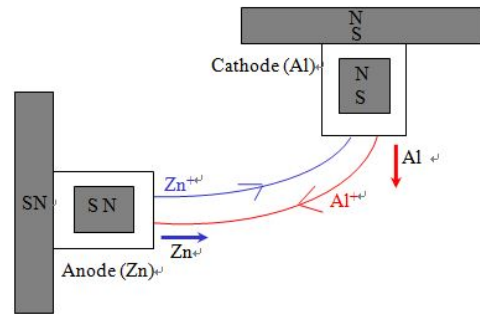 N
S
Cathode (Al)↵
N
S
Al ↵
Zn⁺↵
Al⁺↵
SN↵
S N
Zn↵
Anode (Zn)↵